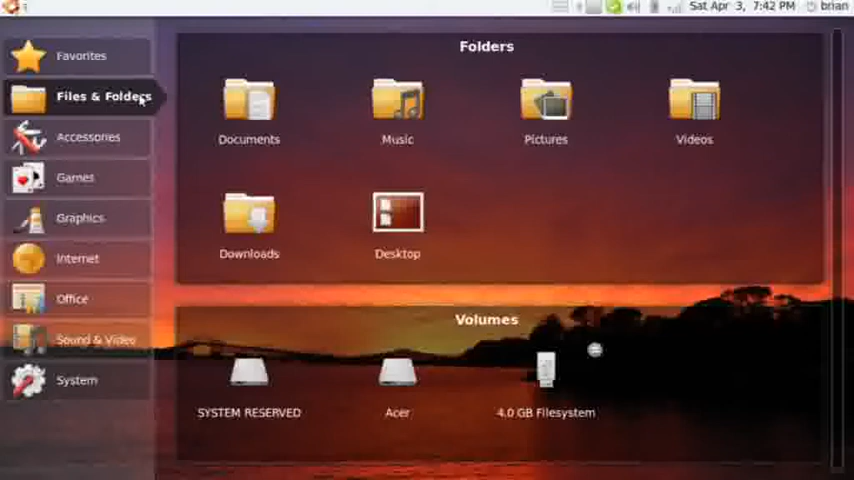 Sat Apr 3, 7:42 PM brian
Favorites
Files & Folders
Accessories
Games
Graphics
Internet
Office
Sound & Video
System
Folders
Documents Music Pictures Videos
Downloads Desktop
Volumes
SYSTEM RESERVED Acer 4.0 GB Filesystem